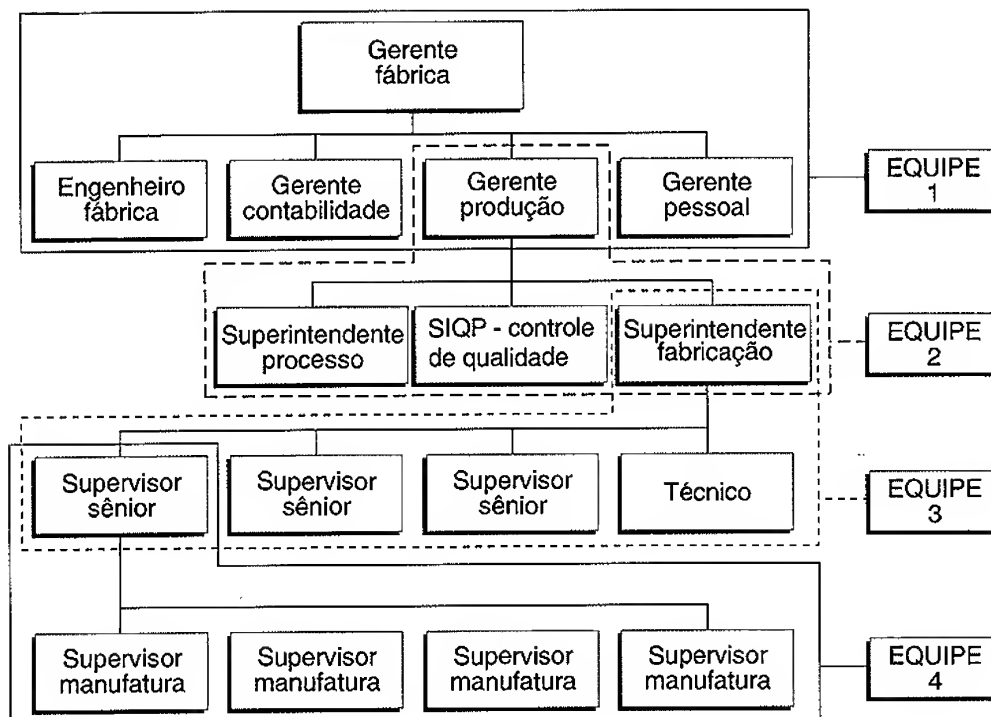 Gerente
fábrica
Engenheiro
fábrica
Gerente
contabilidade
Gerente
produção
Gerente
pessoal
EQUIPE
1
Superintendente
processo
SIQP - controle
de qualidade
Superintendente
fabricação
EQUIPE
2
Supervisor
sênior
Supervisor
sênior
Supervisor
sênior
Técnico
EQUIPE
3
Supervisor
manufatura
Supervisor
manufatura
Supervisor
manufatura
Supervisor
manufatura
EQUIPE
4